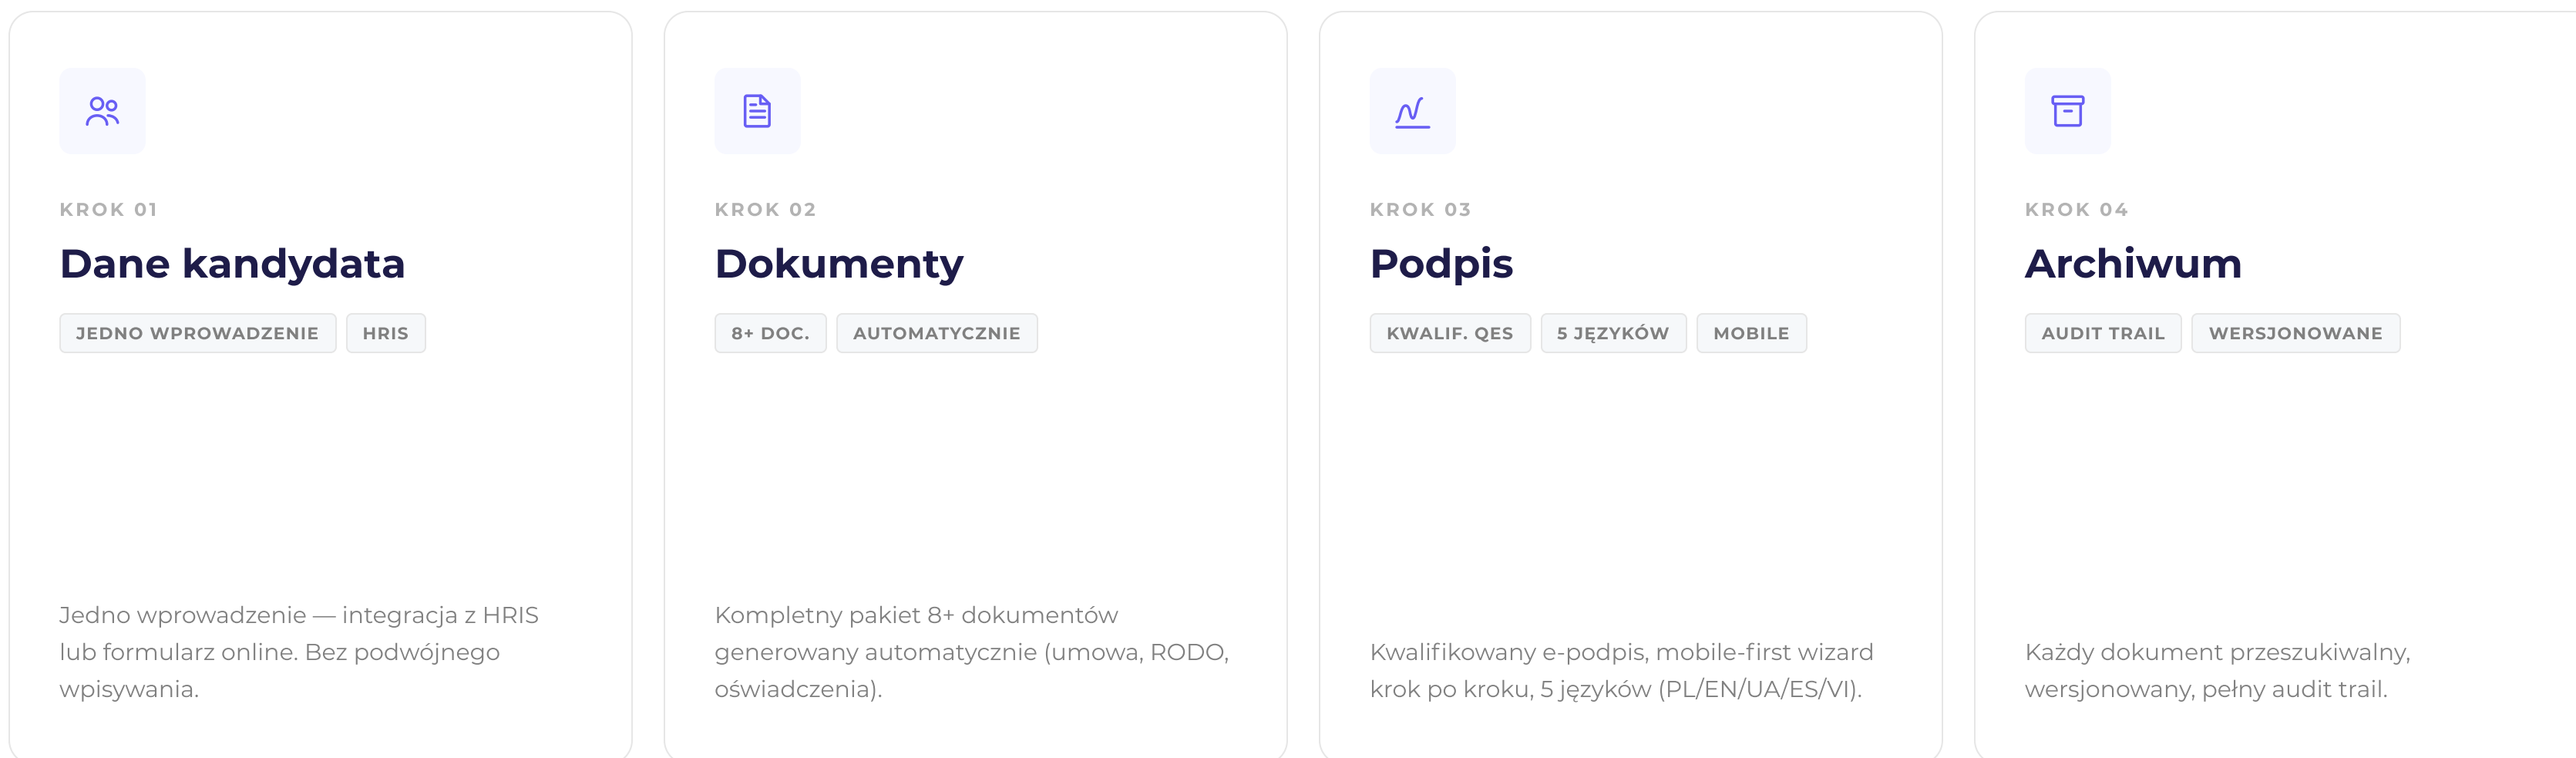 KROK 01
Dane kandydata
JEDNO WPROWADZENIE
HRIS
Jedno wprowadzenie — integracja z HRIS
lub formularz online. Bez podwójnego
wpisywania.
KROK 02
Dokumenty
8+ DOC.
AUTOMATYCZNIE
Kompletny pakiet 8+ dokumentów
generowany automatycznie (umowa, RODO,
oświadczenia).
KROK 03
Podpis
KWALIF. QES
5 JĘZYKÓW
MOBILE
Kwalifikowany e-podpis, mobile-first wizard
krok po kroku, 5 języków (PL/EN/UA/ES/VI).
KROK 04
Archiwum
AUDIT TRAIL
WERSJONOWANE
Każdy dokument przeszukiwalny,
wersjonowany, pełny audit trail.